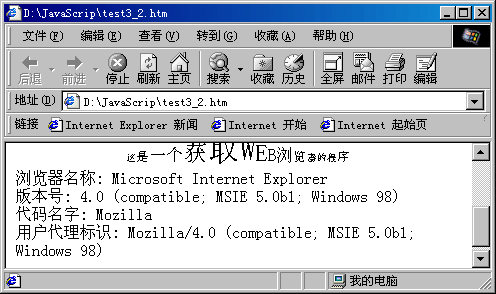 D:\JavaScrip\test3_2.htm
文件(F) 编辑(E) 查看(V) 转到(G) 收藏(A) 帮助(H)
后退 前进 停止 刷新 主页 搜索 收藏 历史 全屏 邮件 打印 编辑
地址(D) D:\JavaScrip\test3_2.htm
链接 Internet Explorer 新闻 Internet 开始 Internet 起始页
这是一个获取WEB浏览器的程序
浏览器名称: Microsoft Internet Explorer
版本号: 4.0 (compatible; MSIE 5.0b1; Windows 98)
代码名字: Mozilla
用户代理标识: Mozilla/4.0 (compatible; MSIE 5.0b1;
Windows 98)
我的电脑